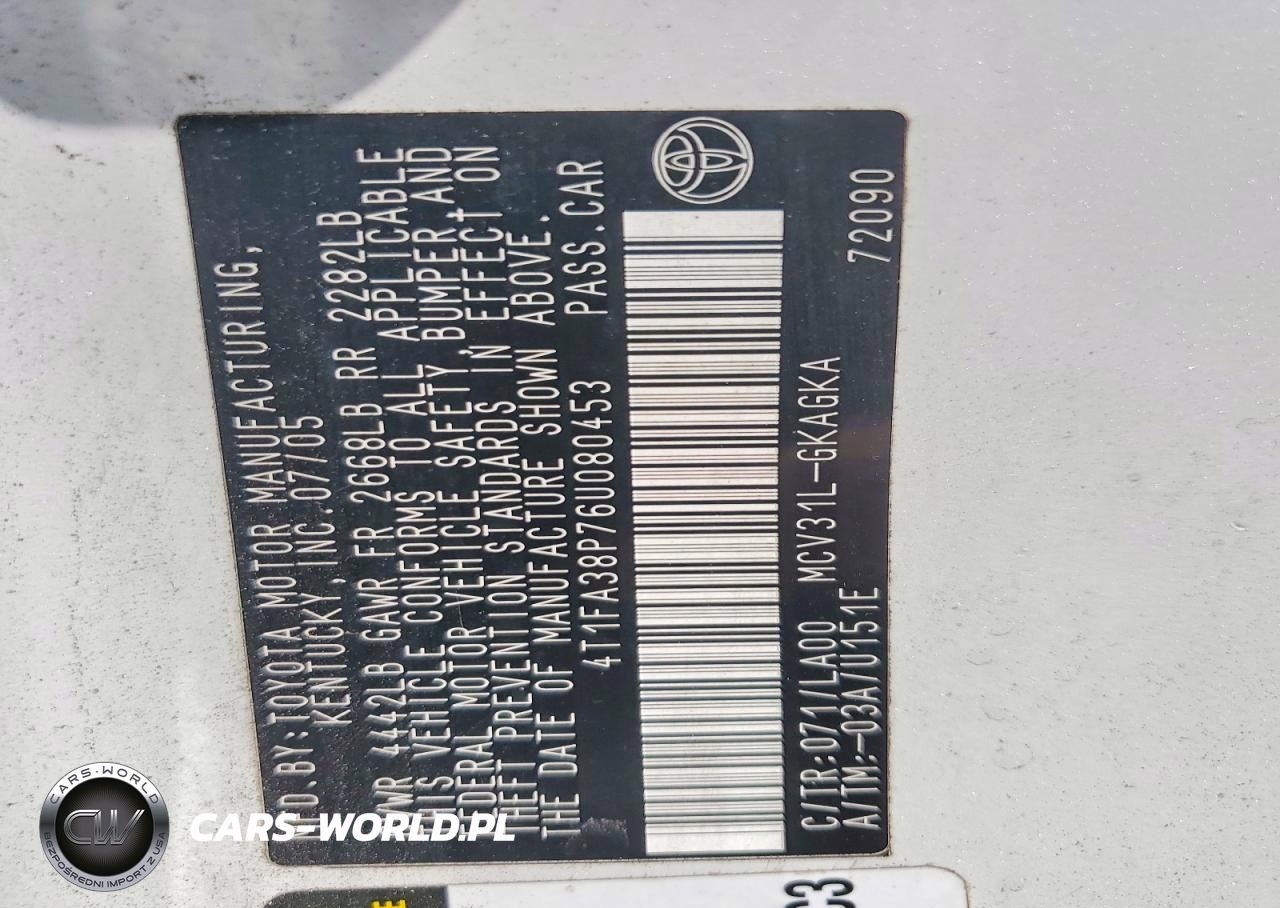 MFD.BY:TOYOTA MOTOR MANUFACTURING,
KENTUCKY, INC.07/05
GVWR 4442LB GAWR FR 2668LB RR 2282LB
THIS VEHICLE CONFORMS TO ALL APPLICABLE
FEDERAL MOTOR VEHICLE SAFETY, BUMPER, AND
THEFT PREVENTION STANDARDS IN EFFECT ON
THE DATE OF MANUFACTURE SHOWN ABOVE.
4T1FA38P76U080453 PASS.CAR
C/TR:071/LA00 MCV31L-GKAGKA
A/TM:-03A/U151E
72090
CARS-WORLD
CW
BEZPOŚREDNI IMPORT Z USA
CARS-WORLD.PL